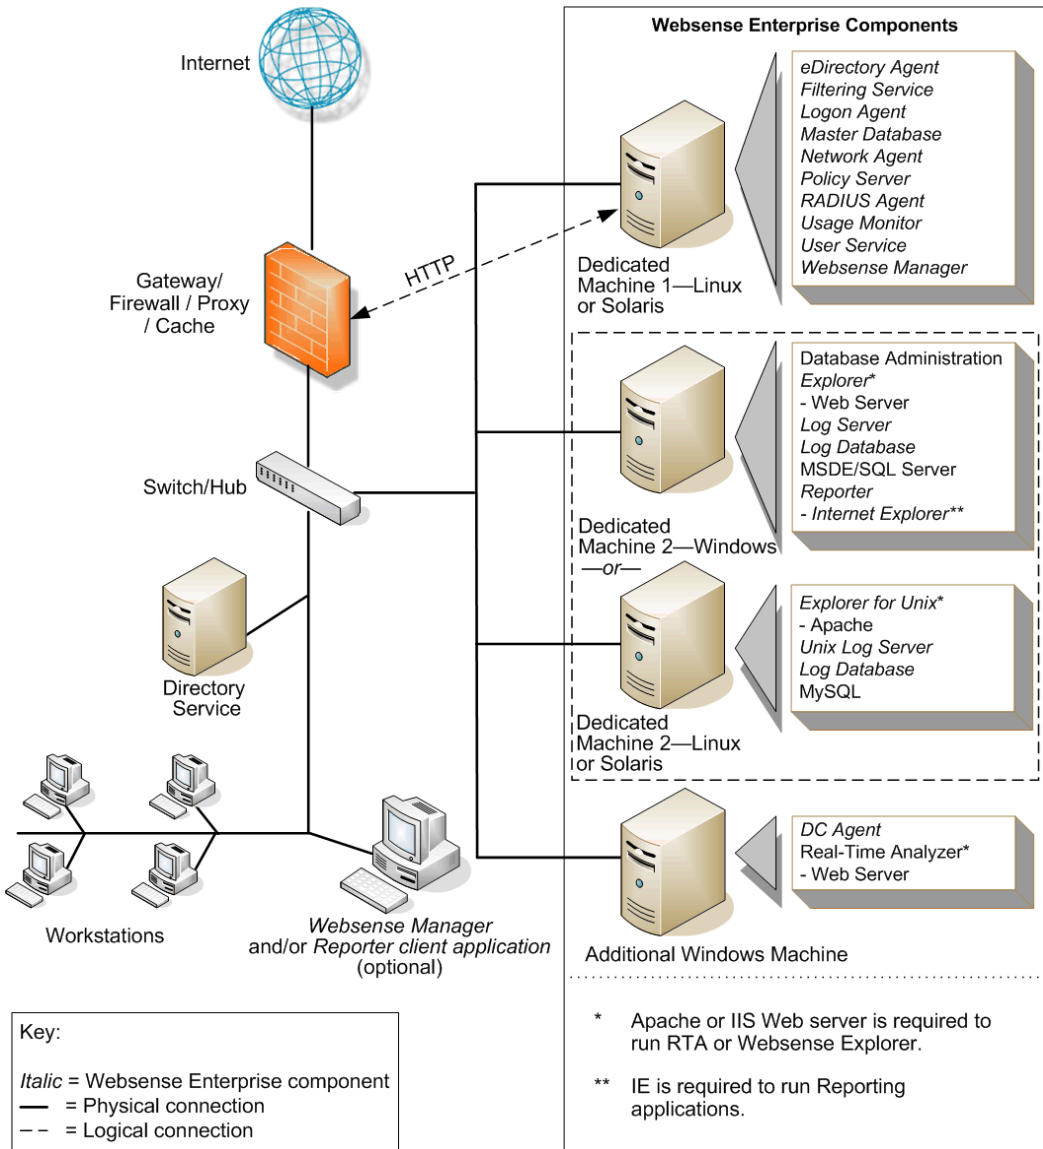 Websense Enterprise Components
Internet
eDirectory Agent
Filtering Service
Logon Agent
Master Database
Network Agent
Policy Server
RADIUS Agent
Usage Monitor
User Service
Websense Manager
HTTP
Gateway/
Firewall / Proxy
/ Cache
Dedicated
Machine 1—Linux
or Solaris
Database Administration
Explorer*
- Web Server
Log Server
Log Database
MSDE/SQL Server
Reporter
- Internet Explorer**
Switch/Hub
Dedicated
Machine 2—Windows
—or—
Explorer for Unix*
- Apache
Unix Log Server
Log Database
MySQL
Directory
Service
Dedicated
Machine 2—Linux
or Solaris
DC Agent
Real-Time Analyzer*
- Web Server
Workstations
Websense Manager
and/or Reporter client application
(optional)
Additional Windows Machine
Key:
Italic = Websense Enterprise component
= Physical connection
= Logical connection
* Apache or IIS Web server is required to
run RTA or Websense Explorer.
** IE is required to run Reporting
applications.